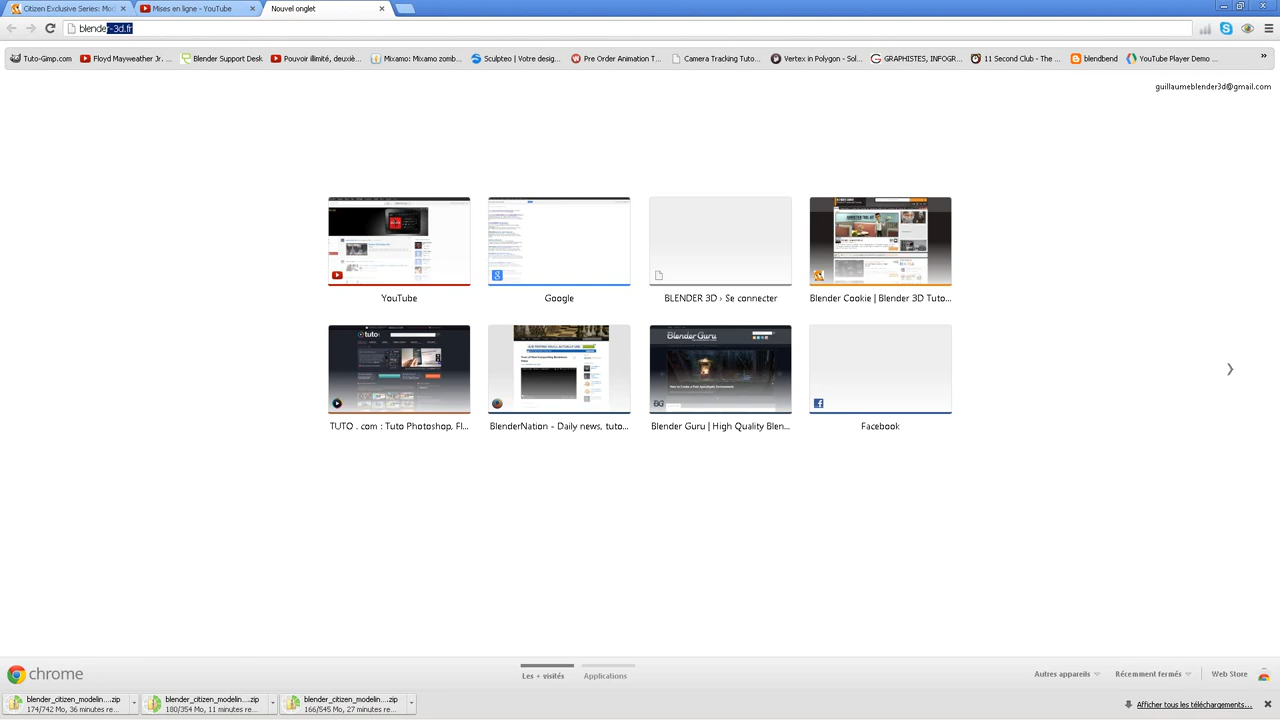 Citizen Exclusive Series: Mod
Mises en ligne - YouTube
Nouvel onglet
blender-3d.fr
Tuto-Gimp.com
Floyd Mayweather Jr. ...
Blender Support Desk
Pouvoir illimité, deuxiè...
Mixamo: Mixamo zomb...
Sculpteo | Votre desig...
Pre Order Animation T...
Camera Tracking Tuto...
Vertex in Polygon - Sol...
GRAPHISTES, INFOGR...
11 Second Club - The ...
blendbend
YouTube Player Demo ...
guillaumeblender3d@gmail.com
YouTube
Google
BLENDER 3D › Se connecter
Blender Cookie | Blender 3D Tuto...
tuto
Blender Guru
TUTO . com : Tuto Photoshop, Fl...
BlenderNation - Daily news, tuto...
Blender Guru | High Quality Blen...
Facebook
chrome
Les + visités
Applications
Autres appareils
Récemment fermés
Web Store
blender_citizen_modelin...zip
174/742 Mo, 36 minutes re...
blender_citizen_modelin...zip
180/354 Mo, 11 minutes re...
blender_citizen_modelin...zip
166/545 Mo, 27 minutes re...
Afficher tous les téléchargements...